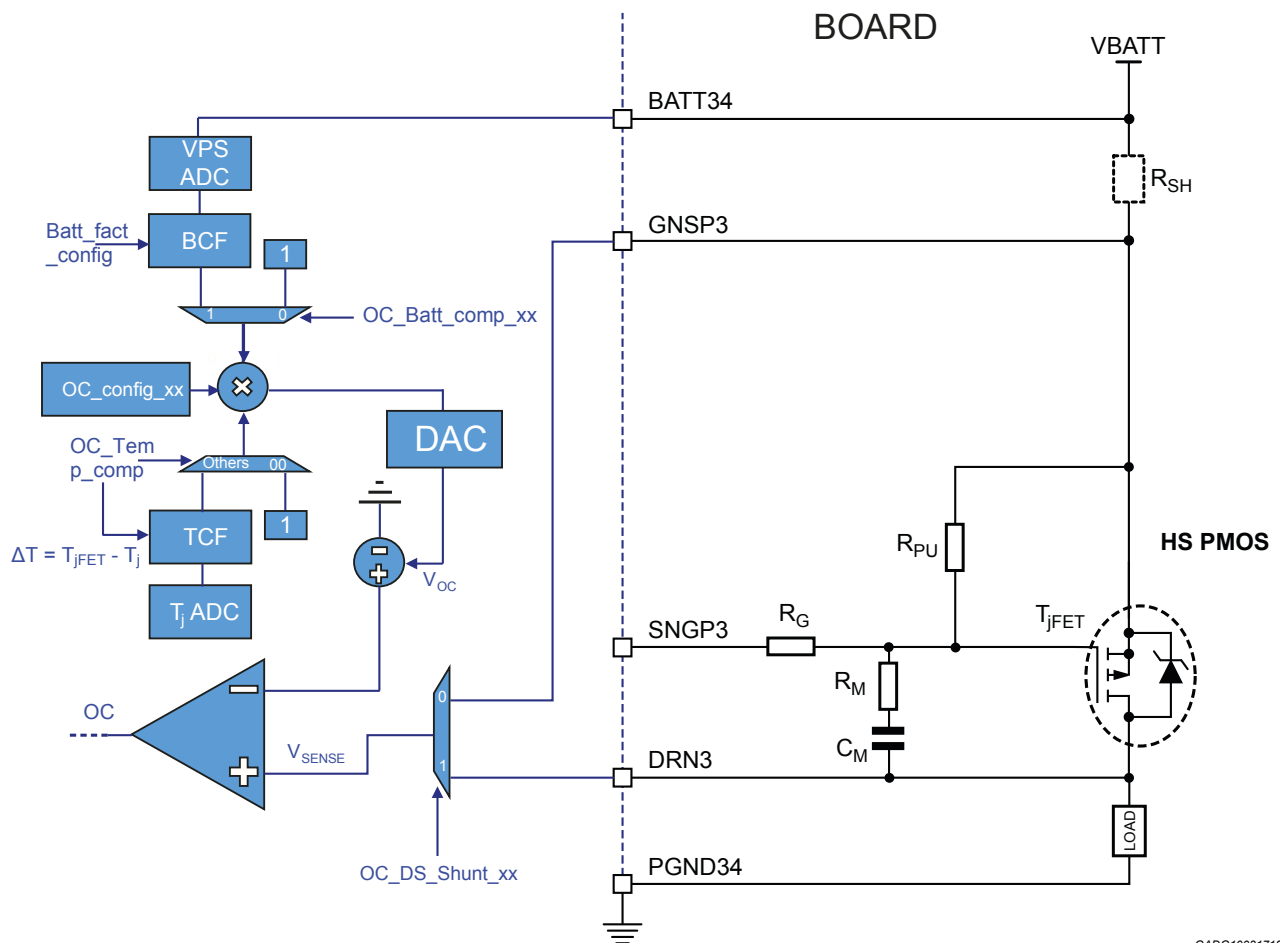 BOARD
VBATT
BATT34
VPS
ADC
RSH
Batt_fact
_config
BCF
1
GNSP3
1
0
OC_Batt_comp_xx
OC_config_xx
DAC
OC_Tem
p_comp
Others
00
TCF
1
ΔT = TjFET - Tj
Tj ADC
VOC
RPU
HS PMOS
SNGP3
RG
TjFET
RM
CM
OC
VSENSE
0
1
DRN3
LOAD
OC_DS_Shunt_xx
PGND34